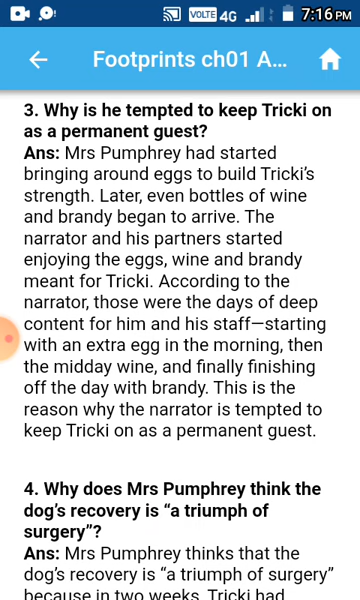 VOLTE 4G 7:16 PM
Footprints ch01 A...
3. Why is he tempted to keep Tricki on
as a permanent guest?
Ans: Mrs Pumphrey had started
bringing around eggs to build Tricki’s
strength. Later, even bottles of wine
and brandy began to arrive. The
narrator and his partners started
enjoying the eggs, wine and brandy
meant for Tricki. According to the
narrator, those were the days of deep
content for him and his staff—starting
with an extra egg in the morning, then
the midday wine, and finally finishing
off the day with brandy. This is the
reason why the narrator is tempted to
keep Tricki on as a permanent guest.
4. Why does Mrs Pumphrey think the
dog’s recovery is “a triumph of
surgery”?
Ans: Mrs Pumphrey thinks that the
dog’s recovery is “a triumph of surgery”
because in two weeks, Tricki had